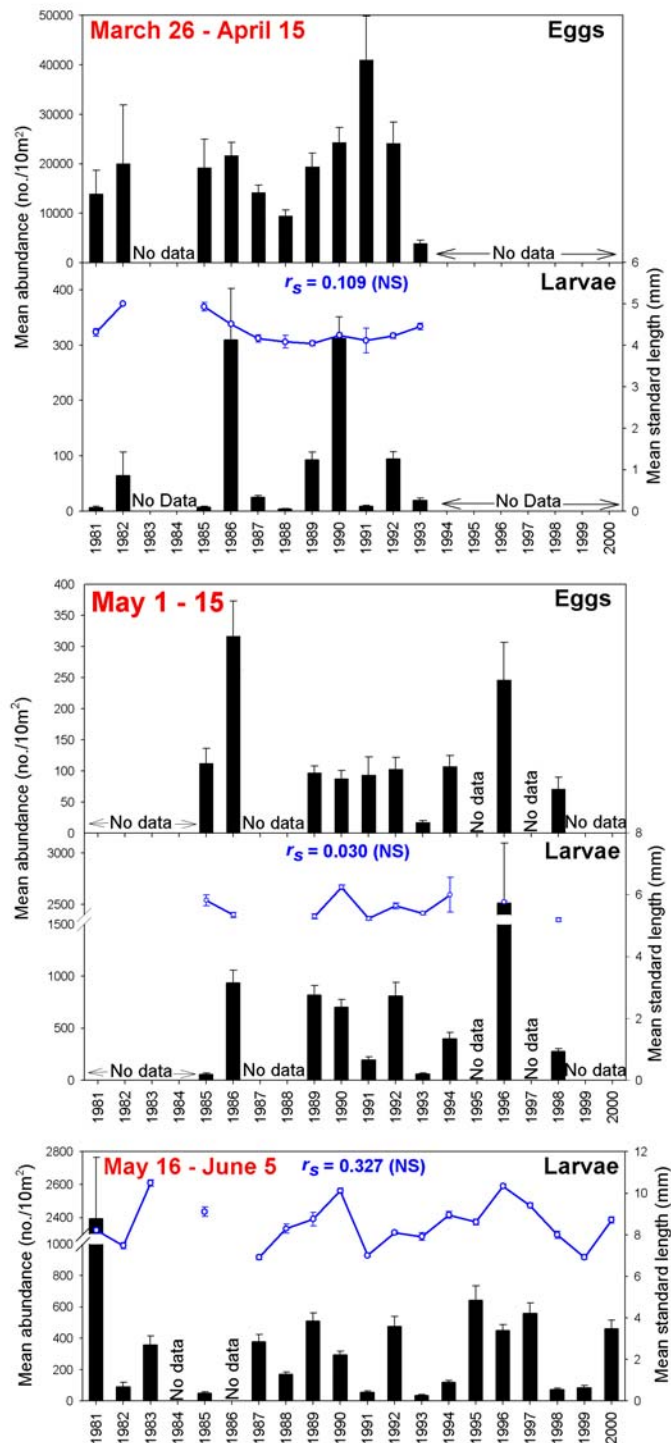 March 26 - April 15
Eggs
Mean abundance (no./10m²)
50000
40000
30000
20000
10000
0
No data
No data
rs = 0.109 (NS)
Larvae
400
300
200
100
0
6
5
4
3
2
1
0
Mean standard length (mm)
No Data
No Data
1981 1982 1983 1984 1985 1986 1987 1988 1989 1990 1991 1992 1993 1994 1995 1996 1997 1998 1999 2000
May 1 - 15
Eggs
Mean abundance (no./10m²)
400
350
300
250
200
150
100
50
0
No data
No data
No data
No data
No data
rs = 0.030 (NS)
Larvae
3000
2500
1500
1000
500
0
8
6
4
2
0
Mean standard length (mm)
No data
No data
No data
No data
No data
1981 1982 1983 1984 1985 1986 1987 1988 1989 1990 1991 1992 1993 1994 1995 1996 1997 1998 1999 2000
May 16 - June 5
rs = 0.327 (NS)
Larvae
Mean abundance (no./10m²)
2800
2600
2400
1000
800
600
400
200
0
12
10
8
6
4
2
0
Mean standard length (mm)
No data
No data
1981 1982 1983 1984 1985 1986 1987 1988 1989 1990 1991 1992 1993 1994 1995 1996 1997 1998 1999 2000